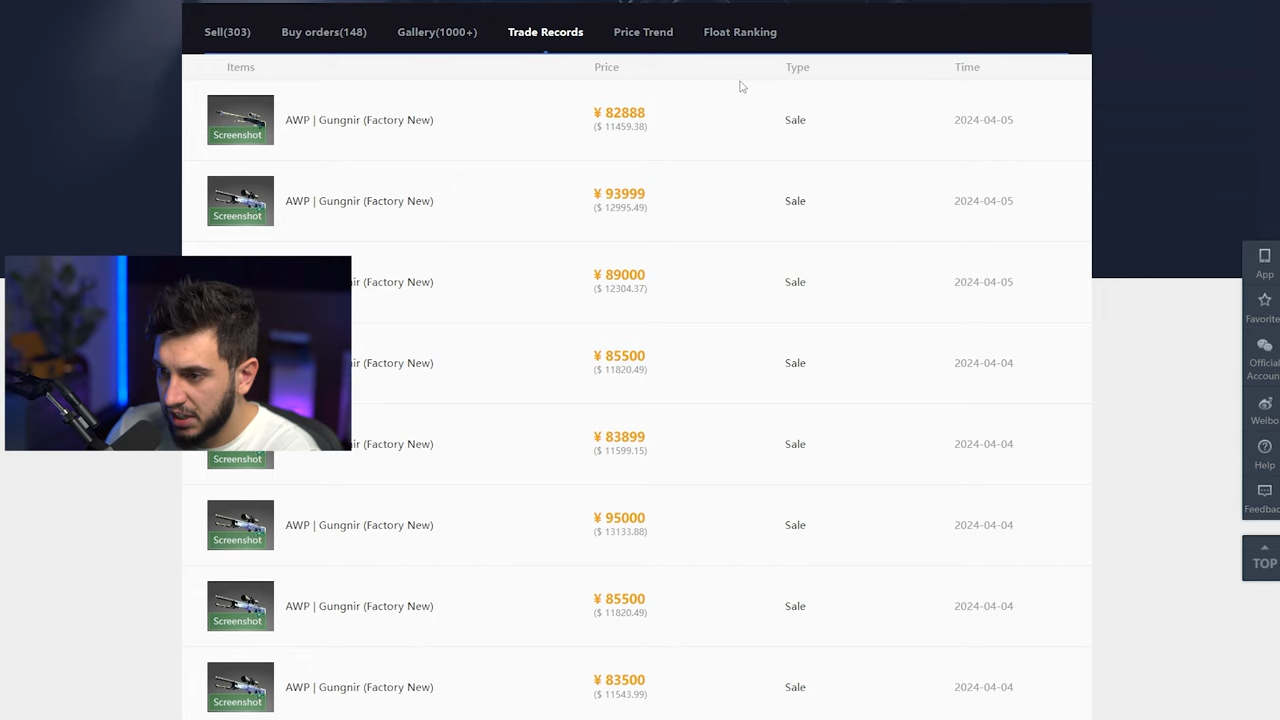 Sell(303) Buy orders(148) Gallery(1000+) Trade Records Price Trend Float Ranking
Items Price Type Time
Screenshot AWP | Gungnir (Factory New) ¥ 82888 ($ 11459.38) Sale 2024-04-05
Screenshot AWP | Gungnir (Factory New) ¥ 93999 ($ 12995.49) Sale 2024-04-05
(Factory New) ¥ 89000 ($ 12304.37) Sale 2024-04-05
(Factory New) ¥ 85500 ($ 11820.49) Sale 2024-04-04
Screenshot (Factory New) ¥ 83899 ($ 11599.15) Sale 2024-04-04
Screenshot AWP | Gungnir (Factory New) ¥ 95000 ($ 13133.88) Sale 2024-04-04
Screenshot AWP | Gungnir (Factory New) ¥ 85500 ($ 11820.49) Sale 2024-04-04
Screenshot AWP | Gungnir (Factory New) ¥ 83500 ($ 11543.99) Sale 2024-04-04
App
Favorite
Official
Accoun
Weibo
Help
Feedbac
TOP